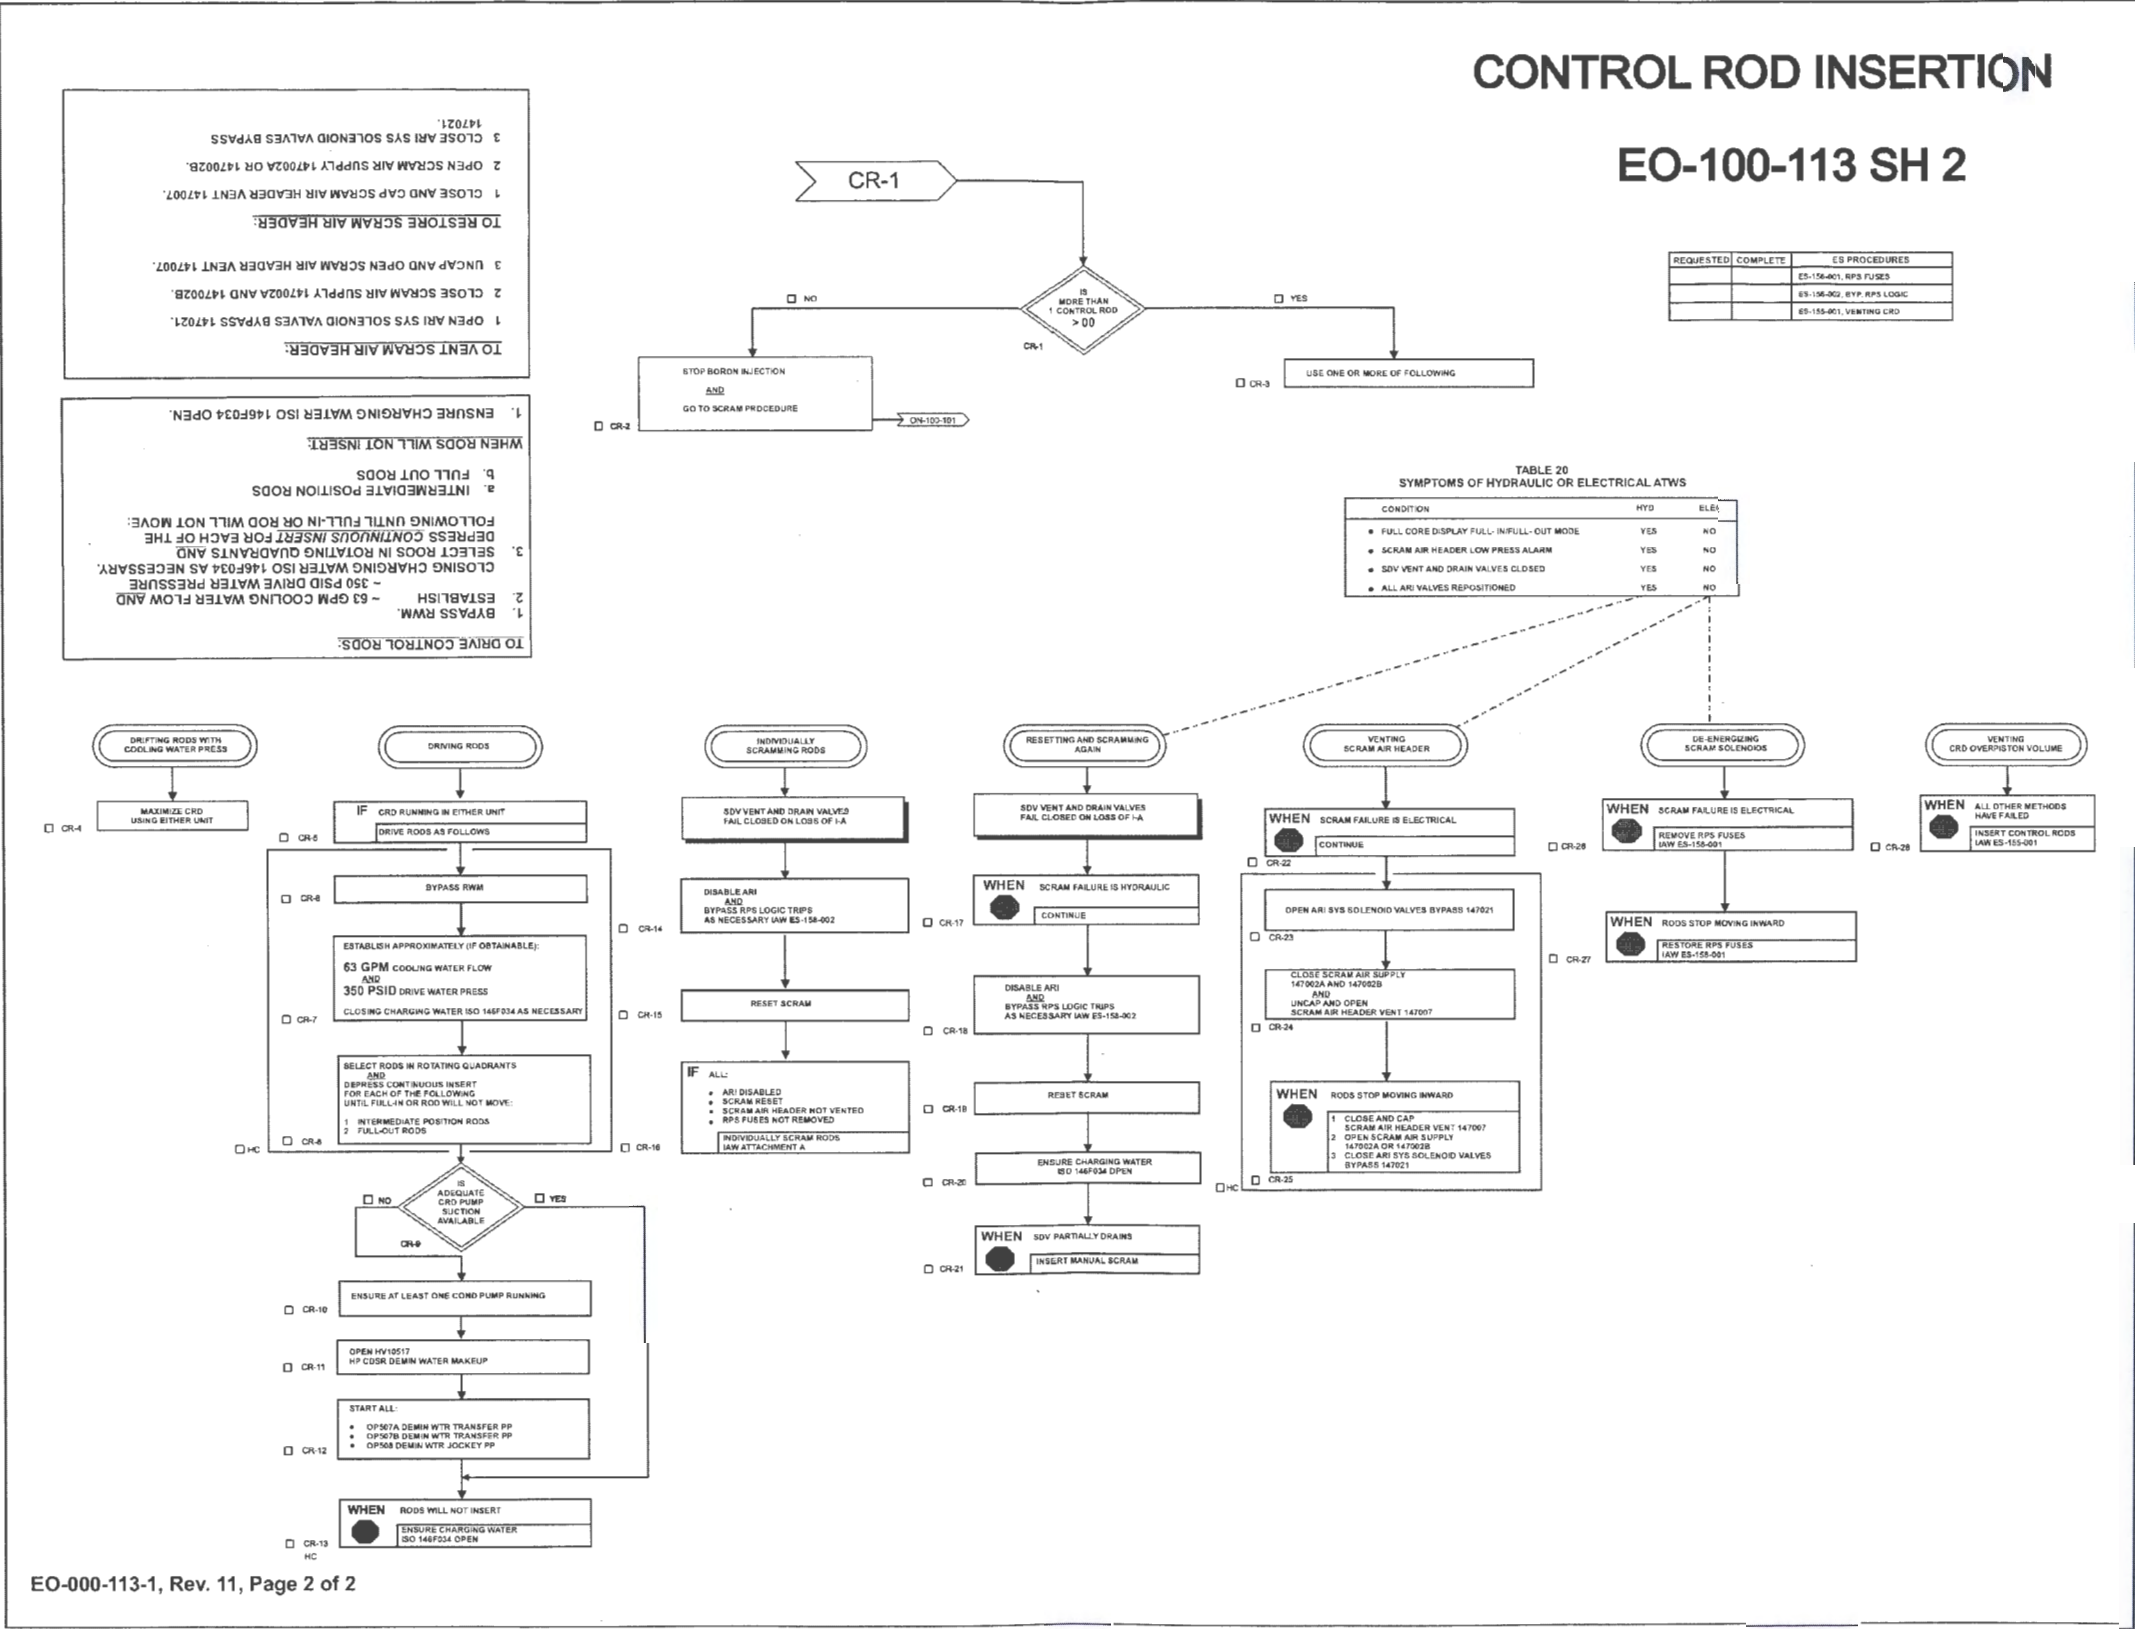 CONTROL ROD INSERTION
EO-100-113 SH 2
147021.
3 CLOSE ARI SYS SOLENOID VALVES BYPASS
2 OPEN SCRAM AIR SUPPLY 147002A OR 147002B.
1 CLOSE AND CAP SCRAM AIR HEADER VENT 147007.
TO RESTORE SCRAM AIR HEADER:
3 UNCAP AND OPEN SCRAM AIR HEADER VENT 147007.
2 CLOSE SCRAM AIR SUPPLY 147002A AND 147002B.
1 OPEN ARI SYS SOLENOID VALVES BYPASS 147021.
TO VENT SCRAM AIR HEADER:
1. ENSURE CHARGING WATER ISO 146F034 OPEN.
WHEN RODS WILL NOT INSERT:
b. FULL OUT RODS
a. INTERMEDIATE POSITION RODS
FOLLOWING UNTIL FULL-IN OR ROD WILL NOT MOVE:
DEPRESS CONTINUOUS INSERT FOR EACH OF THE
3. SELECT RODS IN ROTATING QUADRANTS AND
CLOSING CHARGING WATER ISO 146F034 AS NECESSARY.
~ 350 PSID DRIVE WATER PRESSURE
2. ESTABLISH ~ 63 GPM COOLING WATER FLOW AND
1. BYPASS RWM.
TO DRIVE CONTROL RODS:
CR-1
IS
MORE THAN
1 CONTROL ROD
> 00
CR-1
NO
YES
STOP BORON INJECTION
AND
GO TO SCRAM PROCEDURE
CR-2
ON-100-101
USE ONE OR MORE OF FOLLOWING
CR-3
REQUESTED COMPLETE ES PROCEDURES
ES-158-001, RPS FUSES
ES-158-002, BYP. RPS LOGIC
ES-155-001, VENTING CRD
TABLE 20
SYMPTOMS OF HYDRAULIC OR ELECTRICAL ATWS
CONDITION HYD ELE
• FULL CORE DISPLAY FULL- IN/FULL- OUT MODE YES NO
• SCRAM AIR HEADER LOW PRESS ALARM YES NO
• SDV VENT AND DRAIN VALVES CLOSED YES NO
• ALL ARI VALVES REPOSITIONED YES NO
DRIFTING RODS WITH
COOLING WATER PRESS
MAXIMIZE CRD
USING EITHER UNIT
CR-4
DRIVING RODS
IF CRD RUNNING IN EITHER UNIT
DRIVE RODS AS FOLLOWS
CR-5
BYPASS RWM
CR-6
ESTABLISH APPROXIMATELY (IF OBTAINABLE):
63 GPM COOLING WATER FLOW
AND
350 PSID DRIVE WATER PRESS
CLOSING CHARGING WATER ISO 146F034 AS NECESSARY
CR-7
SELECT RODS IN ROTATING QUADRANTS
AND
DEPRESS CONTINUOUS INSERT
FOR EACH OF THE FOLLOWING
UNTIL FULL-IN OR ROD WILL NOT MOVE:
1 INTERMEDIATE POSITION RODS
2 FULL-OUT RODS
CR-8
HC
IS
ADEQUATE
CRD PUMP
SUCTION
AVAILABLE
CR-9
NO
YES
ENSURE AT LEAST ONE COND PUMP RUNNING
CR-10
OPEN HV10517
HP CDSR DEMIN WATER MAKEUP
CR-11
START ALL:
• OP507A DEMIN WTR TRANSFER PP
• OP507B DEMIN WTR TRANSFER PP
• OP508 DEMIN WTR JOCKEY PP
CR-12
WHEN RODS WILL NOT INSERT
ENSURE CHARGING WATER
ISO 146F034 OPEN
CR-13
HC
INDIVIDUALLY
SCRAMMING RODS
SDV VENT AND DRAIN VALVES
FAIL CLOSED ON LOSS OF I-A
DISABLE ARI
AND
BYPASS RPS LOGIC TRIPS
AS NECESSARY IAW ES-158-002
CR-14
RESET SCRAM
CR-15
IF ALL:
• ARI DISABLED
• SCRAM RESET
• SCRAM AIR HEADER NOT VENTED
• RPS FUSES NOT REMOVED
INDIVIDUALLY SCRAM RODS
IAW ATTACHMENT A
CR-16
RESETTING AND SCRAMMING
AGAIN
SDV VENT AND DRAIN VALVES
FAIL CLOSED ON LOSS OF I-A
WHEN SCRAM FAILURE IS HYDRAULIC
CONTINUE
CR-17
DISABLE ARI
AND
BYPASS RPS LOGIC TRIPS
AS NECESSARY IAW ES-158-002
CR-18
RESET SCRAM
CR-19
ENSURE CHARGING WATER
ISO 146F034 OPEN
CR-20
WHEN SDV PARTIALLY DRAINS
INSERT MANUAL SCRAM
CR-21
VENTING
SCRAM AIR HEADER
WHEN SCRAM FAILURE IS ELECTRICAL
CONTINUE
CR-22
OPEN ARI SYS SOLENOID VALVES BYPASS 147021
CR-23
CLOSE SCRAM AIR SUPPLY
147002A AND 147002B
AND
UNCAP AND OPEN
SCRAM AIR HEADER VENT 147007
CR-24
WHEN RODS STOP MOVING INWARD
1 CLOSE AND CAP
SCRAM AIR HEADER VENT 147007
2 OPEN SCRAM AIR SUPPLY
147002A OR 147002B
3 CLOSE ARI SYS SOLENOID VALVES
BYPASS 147021
CR-25
HC
DE-ENERGIZING
SCRAM SOLENOIDS
WHEN SCRAM FAILURE IS ELECTRICAL
REMOVE RPS FUSES
IAW ES-158-001
CR-26
WHEN RODS STOP MOVING INWARD
RESTORE RPS FUSES
IAW ES-158-001
CR-27
VENTING
CRD OVERPISTON VOLUME
WHEN ALL OTHER METHODS
HAVE FAILED
INSERT CONTROL RODS
IAW ES-155-001
CR-28
EO-000-113-1, Rev. 11, Page 2 of 2